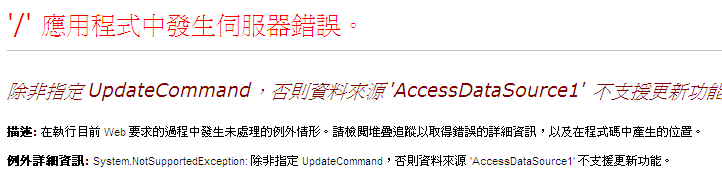 '/' 應用程式中發生伺服器錯誤。
除非指定 UpdateCommand，否則資料來源 'AccessDataSource1' 不支援更新功能
描述: 在執行目前 Web 要求的過程中發生未處理的例外情形。請檢閱堆疊追蹤以取得錯誤的詳細資訊，以及在程式碼中產生的位置。
例外詳細資訊: System.NotSupportedException: 除非指定 UpdateCommand，否則資料來源 'AccessDataSource1' 不支援更新功能。